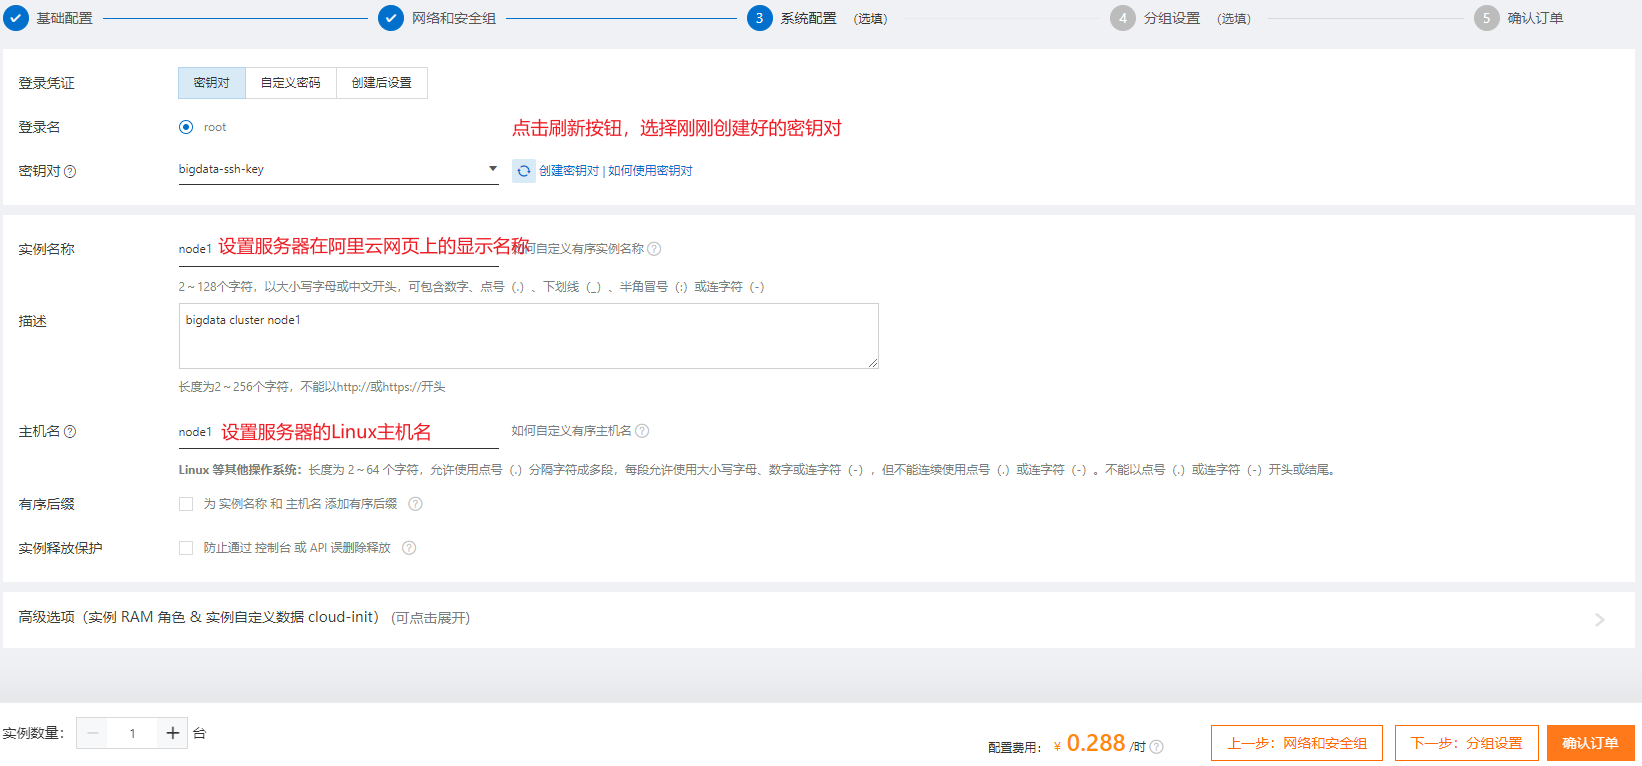 基础配置
网络和安全组
3 系统配置 (选填)
4 分组设置 (选填)
5 确认订单
登录凭证
密钥对 自定义密码 创建后设置
登录名
root
点击刷新按钮，选择刚刚创建好的密钥对
密钥对 ?
bigdata-ssh-key
创建密钥对 | 如何使用密钥对
实例名称
node1 设置服务器在阿里云网页上的显示名称
何自定义有序实例名称 ?
2～128个字符，以大小写字母或中文开头，可包含数字、点号（.）、下划线（_）、半角冒号（:）或连字符（-）
描述
bigdata cluster node1
长度为2～256个字符，不能以http://或https://开头
主机名 ?
node1 设置服务器的Linux主机名
如何自定义有序主机名 ?
Linux 等其他操作系统：长度为 2～64 个字符，允许使用点号（.）分隔字符成多段，每段允许使用大小写字母、数字或连字符（-），但不能连续使用点号（.）或连字符（-）。不能以点号（.）或连字符（-）开头或结尾。
有序后缀
为 实例名称 和 主机名 添加有序后缀 ?
实例释放保护
防止通过 控制台 或 API 误删除释放 ?
高级选项（实例 RAM 角色 & 实例自定义数据 cloud-init） (可点击展开)
实例数量： 1 台
配置费用： ¥ 0.288 /时 ?
上一步：网络和安全组
下一步：分组设置
确认订单